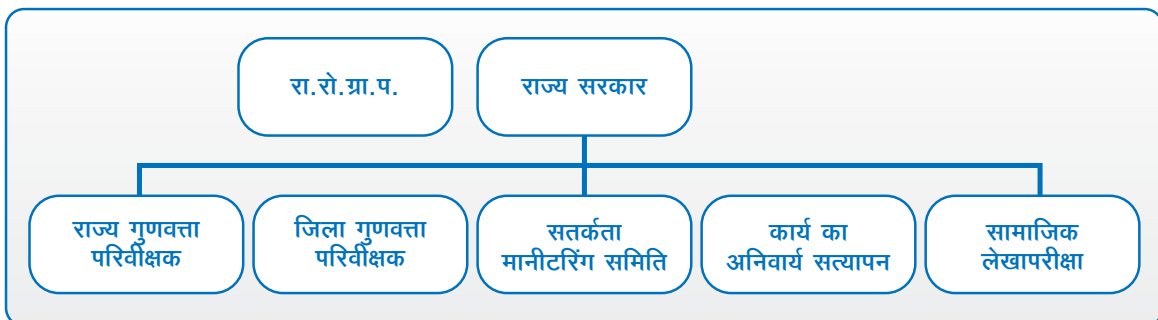 रा.रो.ग्रा.प.
राज्य सरकार
राज्य गुणवत्ता
परिवीक्षक
जिला गुणवत्ता
परिवीक्षक
सतर्कता
मानीटरिंग समिति
कार्य का
अनिवार्य सत्यापन
सामाजिक
लेखापरीक्षा